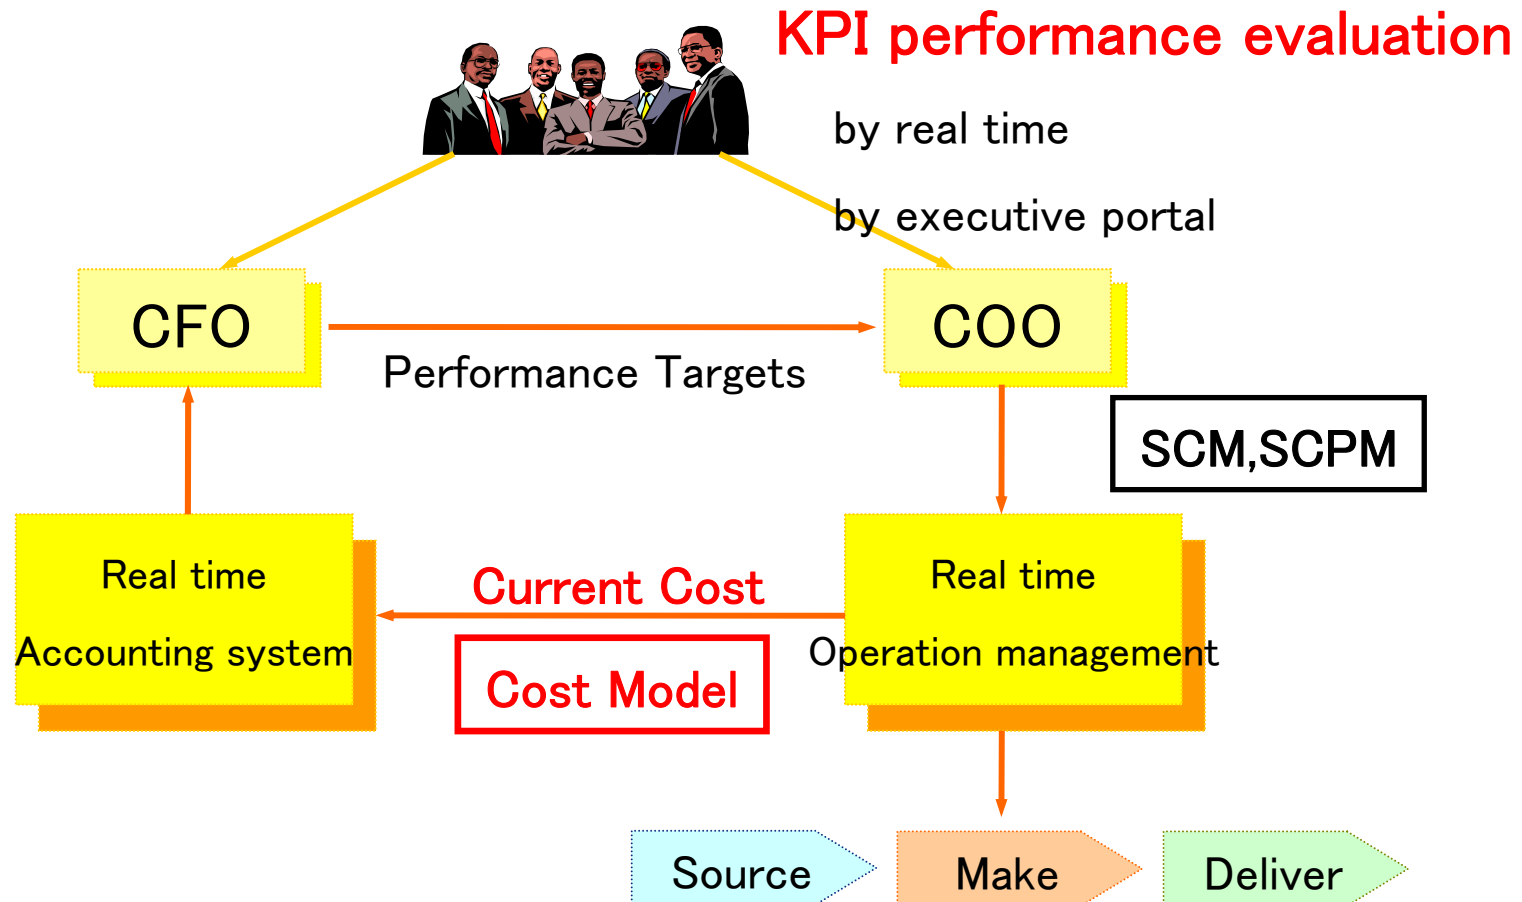 KPI performance evaluation
by real time
by executive portal
CFO
COO
Performance Targets
SCM,SCPM
Real time
Accounting system
Current Cost
Cost Model
Real time
Operation management
Source
Make
Deliver